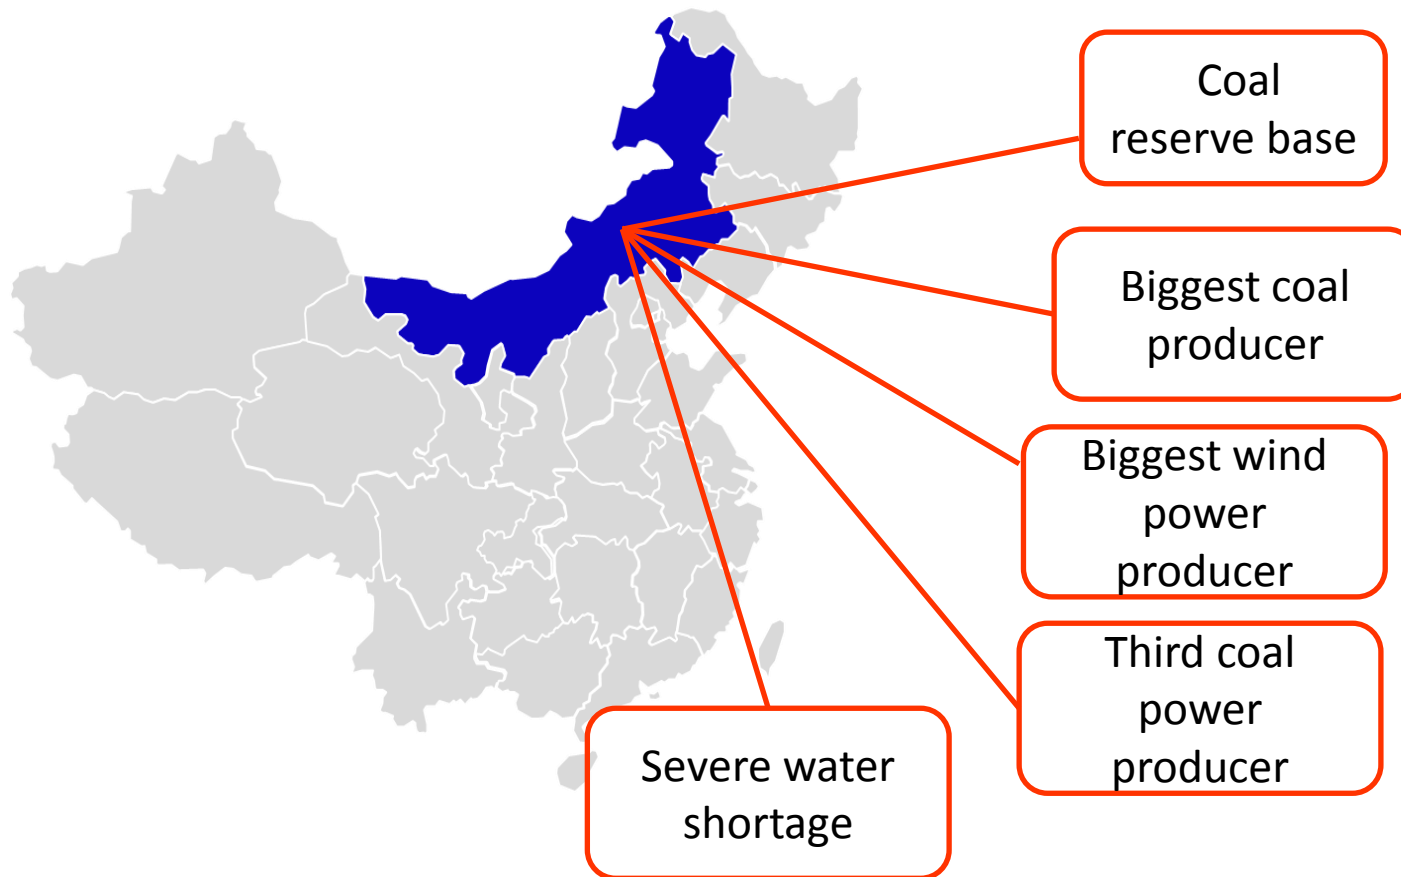 Coal
reserve base
Biggest coal
producer
Biggest wind
power
producer
Third coal
power
producer
Severe water
shortage